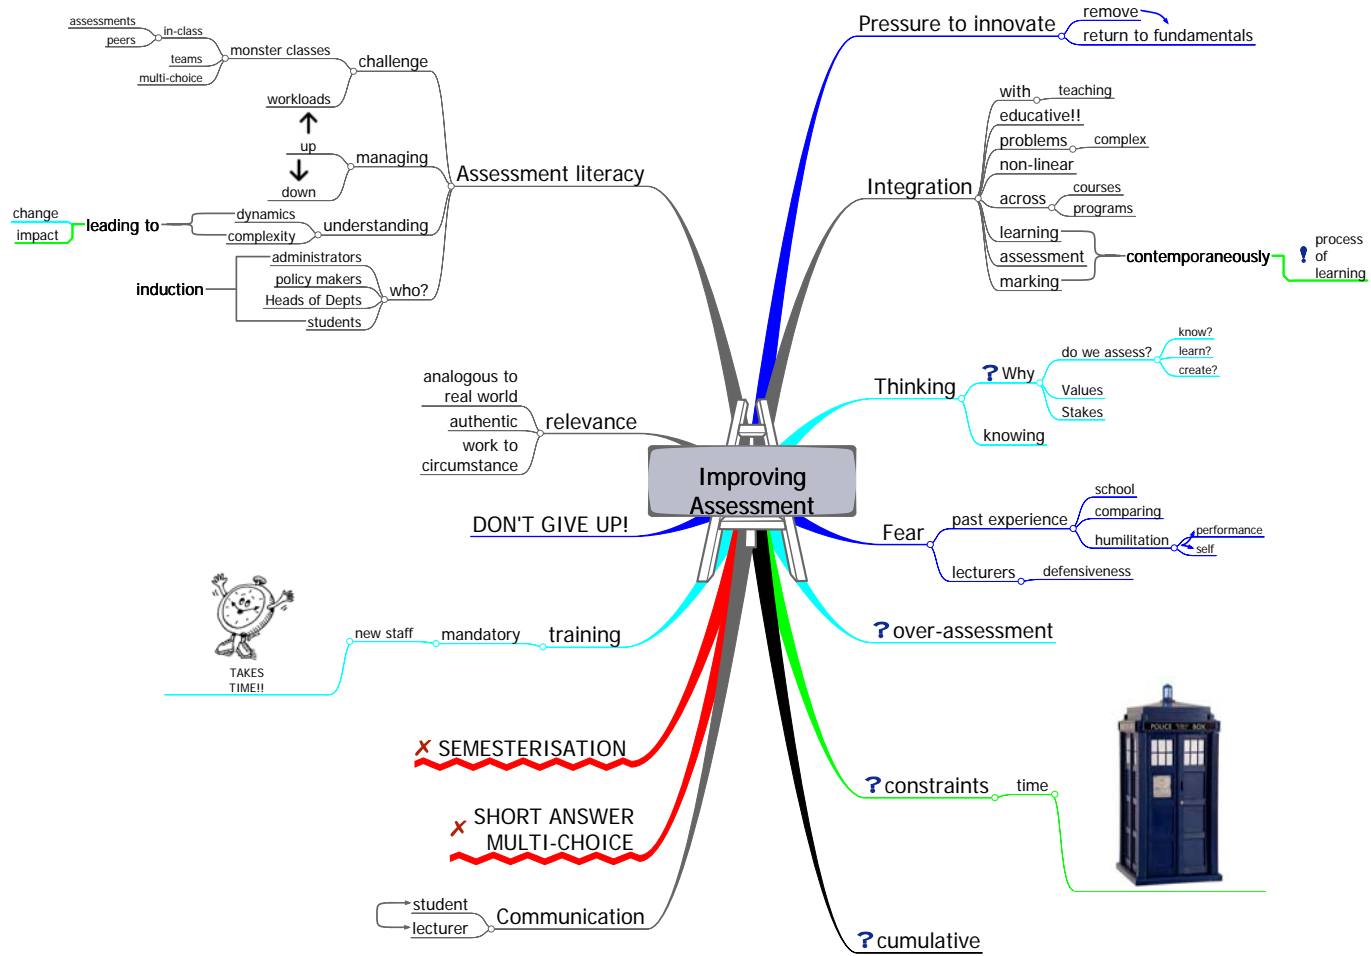 Improving
Assessment
Pressure to innovate
remove
return to fundamentals
Integration
with
teaching
educative!!
problems
complex
non-linear
across
courses
programs
learning
assessment
marking
contemporaneously
! process
of
learning
Thinking
? Why
do we assess?
know?
learn?
create?
Values
Stakes
knowing
Fear
past experience
school
comparing
humilitation
performance
self
lecturers
defensiveness
? over-assessment
? constraints
time
POLICE BOX
? cumulative
Assessment literacy
challenge
monster classes
in-class
assessments
peers
teams
multi-choice
workloads
managing
up
down
understanding
dynamics
complexity
leading to
change
impact
who?
administrators
policy makers
Heads of Depts
students
induction
relevance
analogous to
real world
authentic
work to
circumstance
DON'T GIVE UP!
training
mandatory
new staff
TAKES
TIME!!
✗ SEMESTERISATION
✗ SHORT ANSWER
MULTI-CHOICE
Communication
student
lecturer